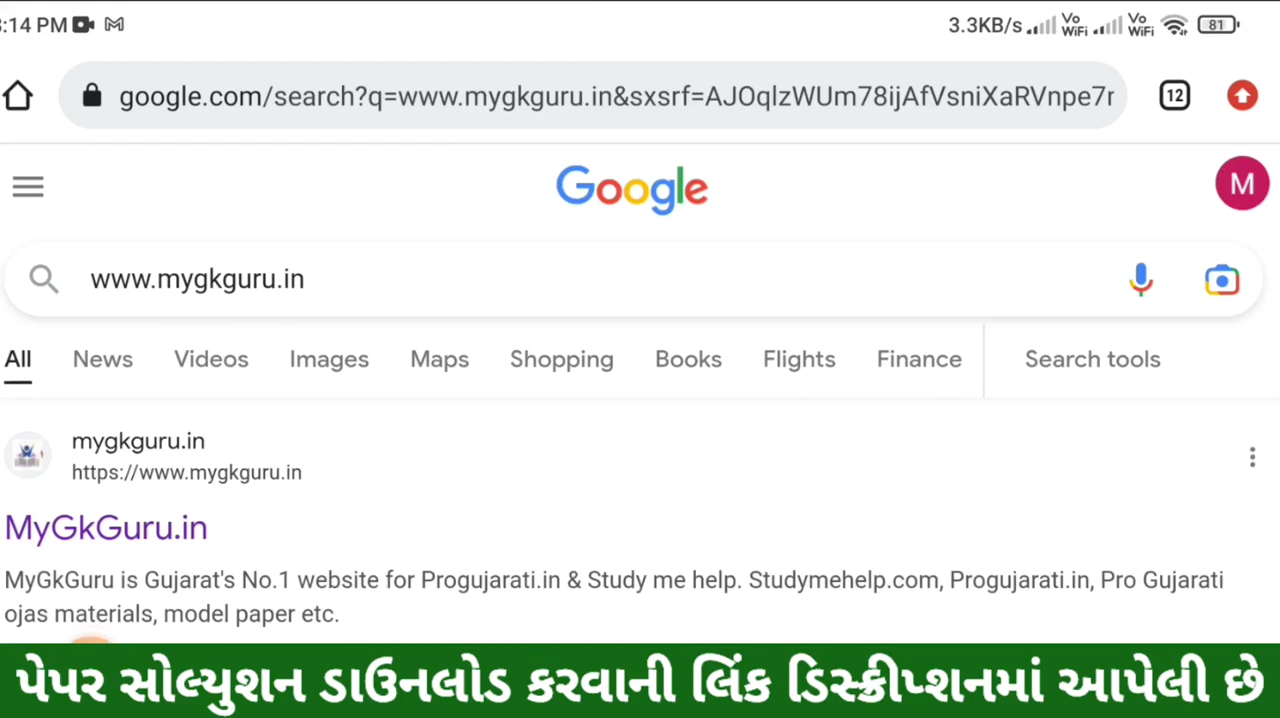 :14 PM
3.3KB/s Vo WiFi Vo WiFi 81
google.com/search?q=www.mygkguru.in&sxsrf=AJOqlzWUm78ijAfVsniXaRVnpe7r
12
Google
M
www.mygkguru.in
All News Videos Images Maps Shopping Books Flights Finance Search tools
mygkguru.in
https://www.mygkguru.in
MyGkGuru.in
MyGkGuru is Gujarat's No.1 website for Progujarati.in & Study me help. Studymehelp.com, Progujarati.in, Pro Gujarati
ojas materials, model paper etc.
પેપર સોલ્યુશન ડાઉનલોડ કરવાની લિંક ડિસ્ક્રીપ્શનમાં આપેલી છે